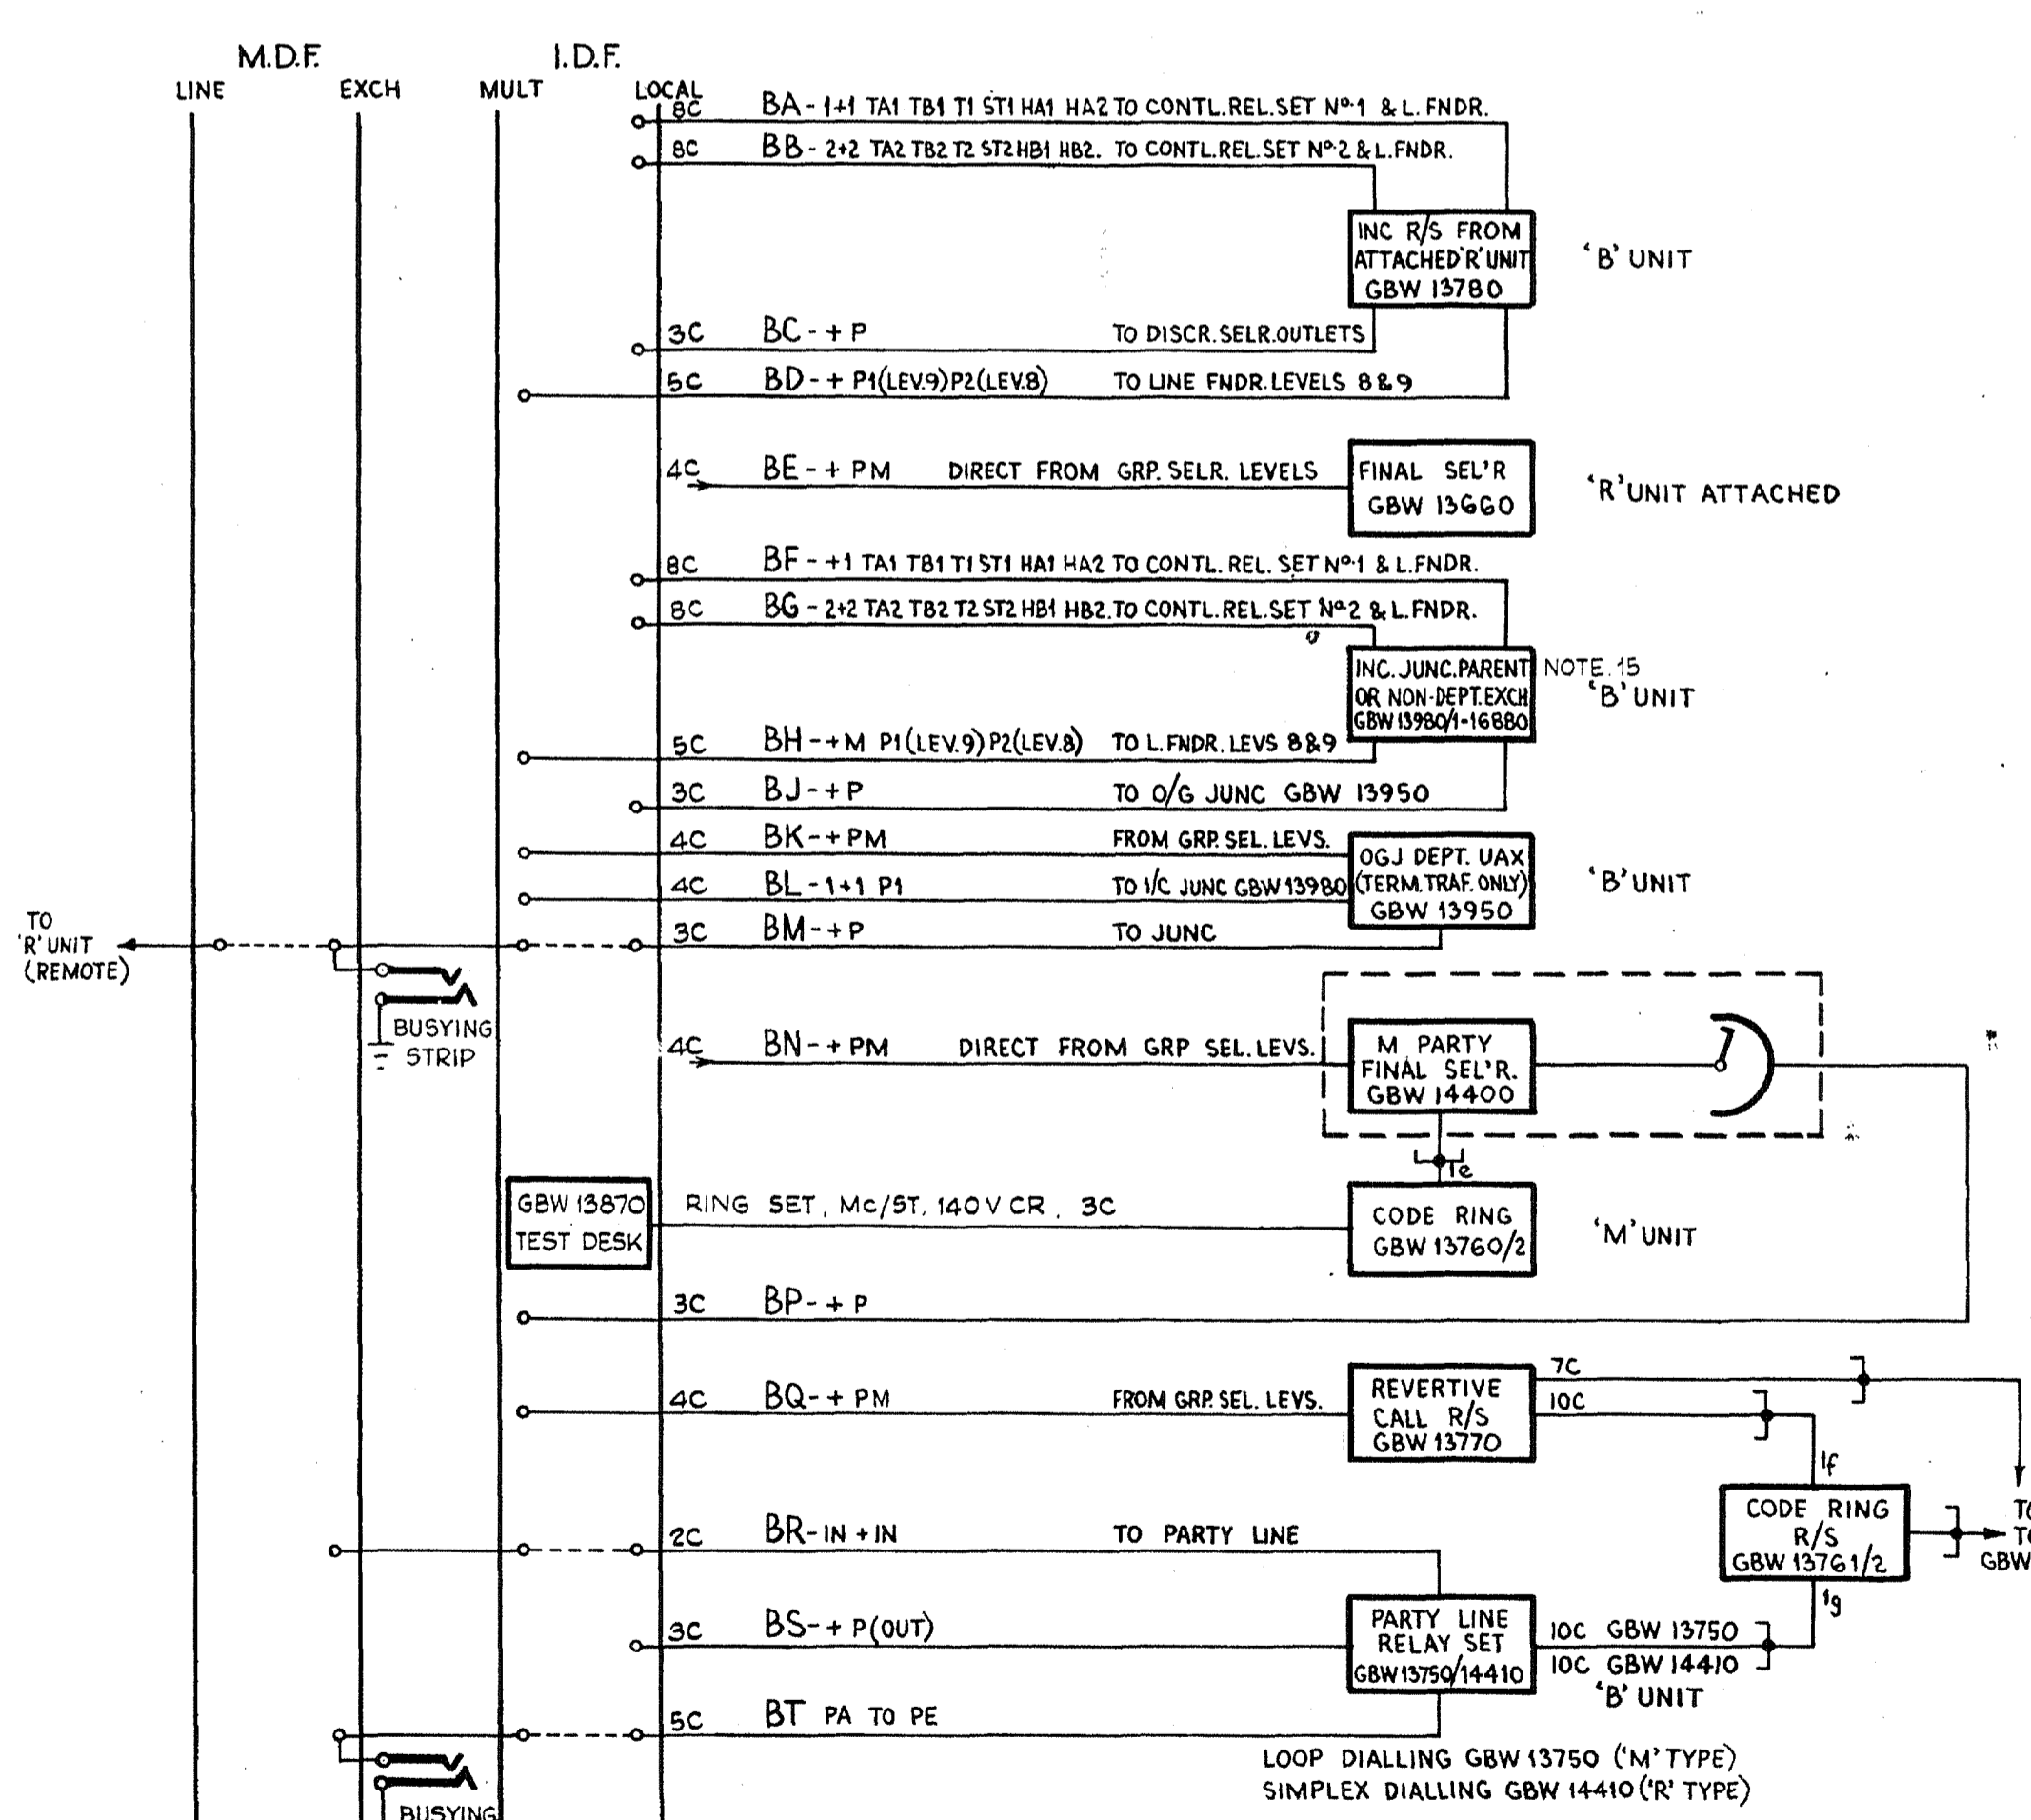 M.D.F. I.D.F.
LINE EXCH MULT LOCAL
8C BA - 1+1 TA1 TB1 T1 ST1 HA1 HA2 TO CONTL.REL.SET Nº.1 & L. FNDR.
8C BB - 2+2 TA2 TB2 T2 ST2 HB1 HB2. TO CONTL.REL.SET Nº.2 & L.FNDR.
INC R/S FROM
ATTACHED 'R' UNIT
GBW 13780
'B' UNIT
3C BC - + P TO DISCR.SELR.OUTLETS
5C BD - + P1(LEV.9) P2(LEV.8) TO LINE FNDR. LEVELS 8&9
4C BE - + PM DIRECT FROM GRP. SELR. LEVELS
FINAL SEL'R
GBW 13660
'R' UNIT ATTACHED
8C BF - +1 TA1 TB1 T1 ST1 HA1 HA2 TO CONTL. REL. SET Nº.1 & L.FNDR.
8C BG - 2+2 TA2 TB2 T2 ST2 HB1 HB2. TO CONTL.REL.SET Nº 2 & L.FNDR.
INC. JUNC. PARENT
OR NON-DEPT. EXCH
GBW 13980/1-16880
NOTE. 15
'B' UNIT
5C BH - + M P1(LEV.9) P2(LEV.8) TO L.FNDR. LEVS 8&9
3C BJ - + P TO O/G JUNC GBW 13950
4C BK - + PM FROM GRP. SEL. LEVS.
4C BL - 1+1 P1 TO I/C JUNC GBW 13980
OGJ DEPT. UAX
(TERM. TRAF. ONLY)
GBW 13950
'B' UNIT
3C BM - + P TO JUNC
TO
'R' UNIT
(REMOTE)
BUSYING
STRIP
4C BN - + PM DIRECT FROM GRP SEL. LEVS.
M PARTY
FINAL SEL'R.
GBW 14400
1e
GBW 13870
TEST DESK
RING SET, MC/ST, 140 V CR, 3C
CODE RING
GBW 13760/2
'M' UNIT
3C BP - + P
4C BQ - + PM FROM GRP. SEL. LEVS.
REVERTIVE
CALL R/S
GBW 13770
7C
10C
1f
CODE RING
R/S
GBW 13761/2
GBW
1g
2C BR - IN + IN TO PARTY LINE
3C BS - + P(OUT)
PARTY LINE
RELAY SET
GBW 13750/14410
10C GBW 13750
10C GBW 14410
'B' UNIT
5C BT PA TO PE
LOOP DIALLING GBW 13750 ('M' TYPE)
SIMPLEX DIALLING GBW 14410 ('R' TYPE)
BUSYING